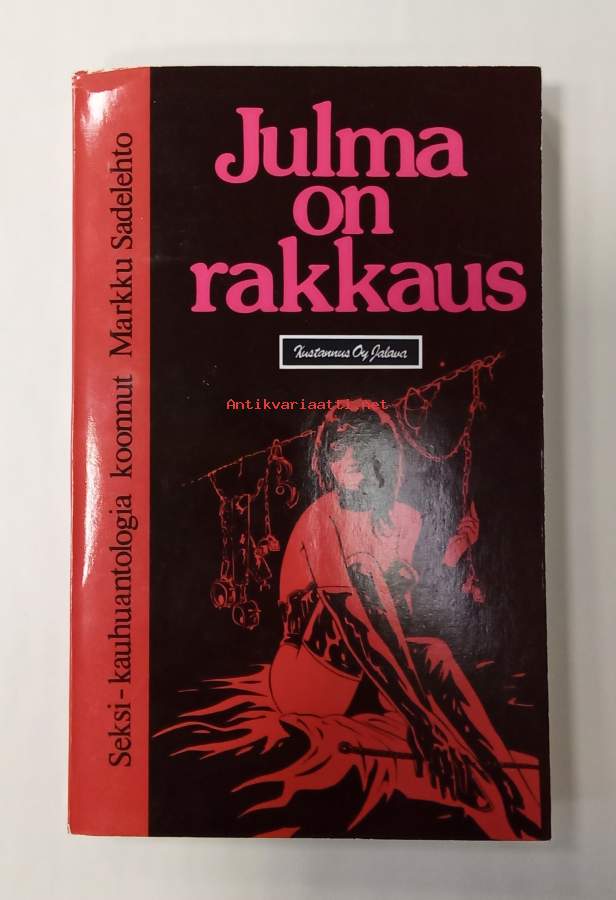 Julma
on
rakkaus
Kustannus Oy Jalava
Antikvariaatti.net
Seksi-kauhuantologia koonnut Markku Sadelehto